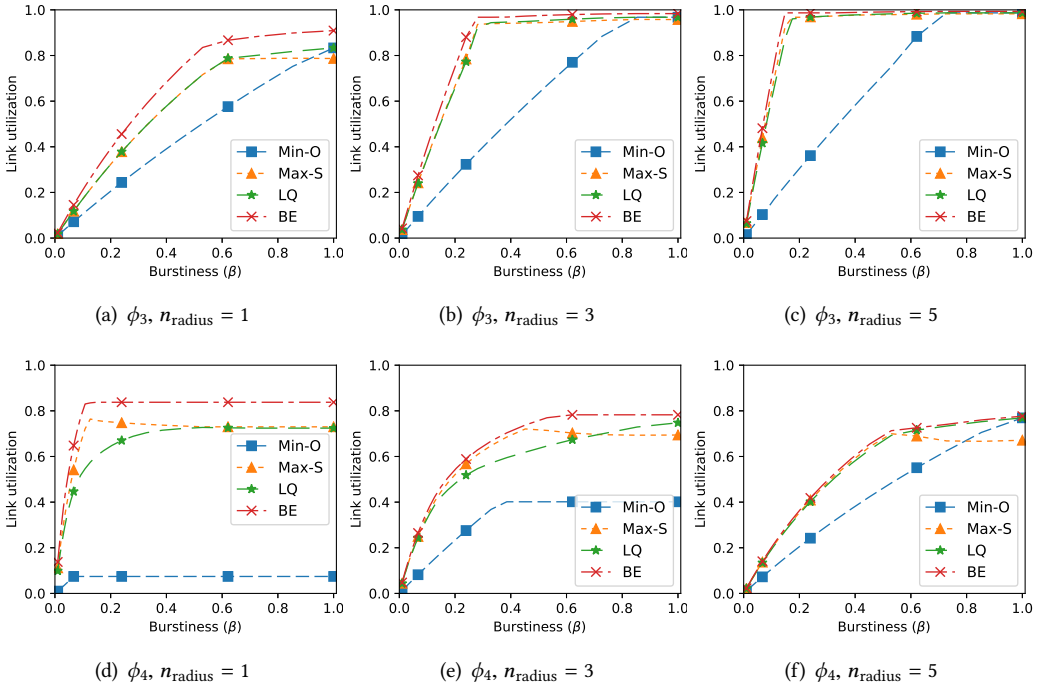 1.0
0.8
0.6
0.4
0.2
0.0
Link utilization
Min-O
Max-S
LQ
BE
0.0 0.2 0.4 0.6 0.8 1.0
Burstiness (β)
(a) ϕ3, nradius = 1
1.0
0.8
0.6
0.4
0.2
0.0
Link utilization
Min-O
Max-S
LQ
BE
0.0 0.2 0.4 0.6 0.8 1.0
Burstiness (β)
(b) ϕ3, nradius = 3
1.0
0.8
0.6
0.4
0.2
0.0
Link utilization
Min-O
Max-S
LQ
BE
0.0 0.2 0.4 0.6 0.8 1.0
Burstiness (β)
(c) ϕ3, nradius = 5
1.0
0.8
0.6
0.4
0.2
0.0
Link utilization
Min-O
Max-S
LQ
BE
0.0 0.2 0.4 0.6 0.8 1.0
Burstiness (β)
(d) ϕ4, nradius = 1
1.0
0.8
0.6
0.4
0.2
0.0
Link utilization
Min-O
Max-S
LQ
BE
0.0 0.2 0.4 0.6 0.8 1.0
Burstiness (β)
(e) ϕ4, nradius = 3
1.0
0.8
0.6
0.4
0.2
0.0
Link utilization
Min-O
Max-S
LQ
BE
0.0 0.2 0.4 0.6 0.8 1.0
Burstiness (β)
(f) ϕ4, nradius = 5